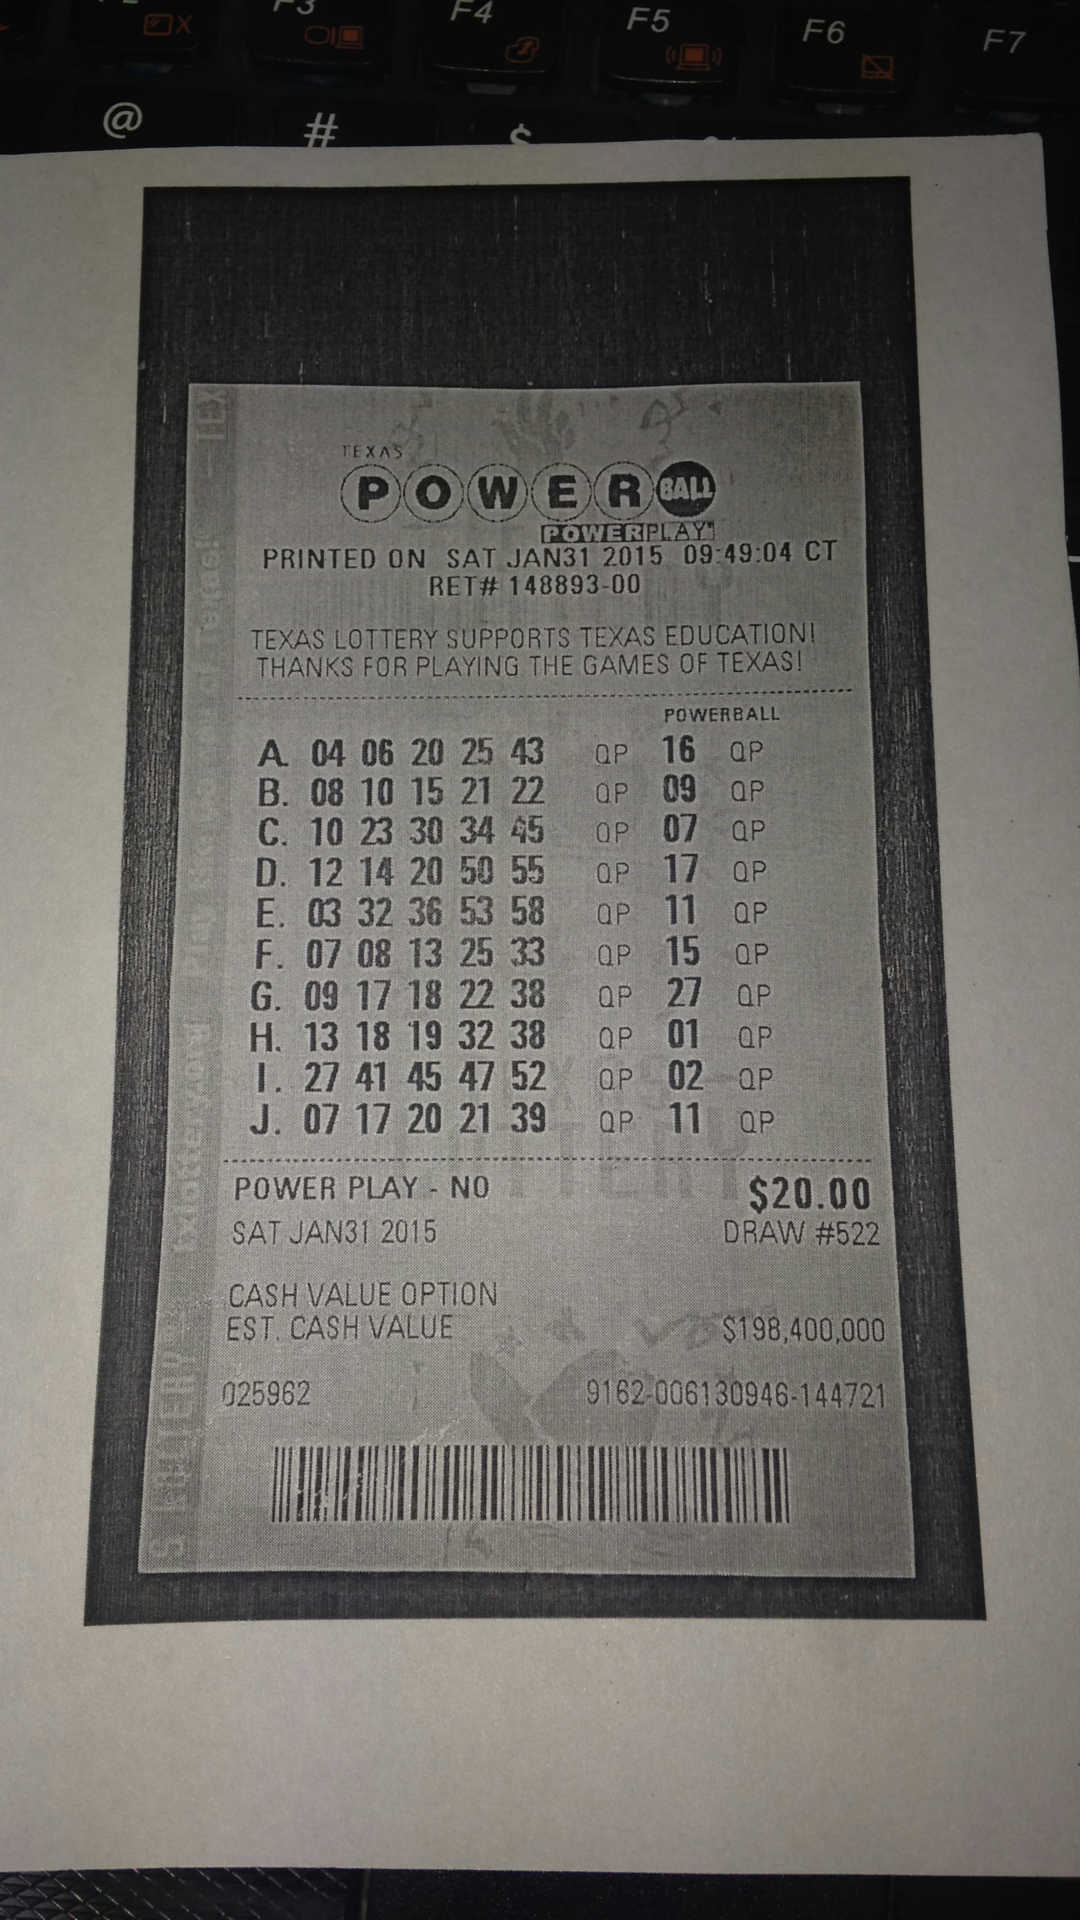 F3
F4
F5
F6
F7
@
#
$
TEXAS
POWERBALL
POWERPLAY
PRINTED ON SAT JAN31 2015 09:49:04 CT
RET# 148893-00
TEXAS LOTTERY SUPPORTS TEXAS EDUCATION!
THANKS FOR PLAYING THE GAMES OF TEXAS!
POWERBALL
A. 04 06 20 25 43 QP 16 QP
B. 08 10 15 21 22 QP 09 QP
C. 10 23 30 34 45 QP 07 QP
D. 12 14 20 50 55 QP 17 QP
E. 03 32 36 53 58 QP 11 QP
F. 07 08 13 25 33 QP 15 QP
G. 09 17 18 22 38 QP 27 QP
H. 13 18 19 32 38 QP 01 QP
I. 27 41 45 47 52 QP 02 QP
J. 07 17 20 21 39 QP 11 QP
POWER PLAY - NO $20.00
SAT JAN31 2015 DRAW #522
CASH VALUE OPTION
EST. CASH VALUE $198,400,000
025962 9162-006130946-144721